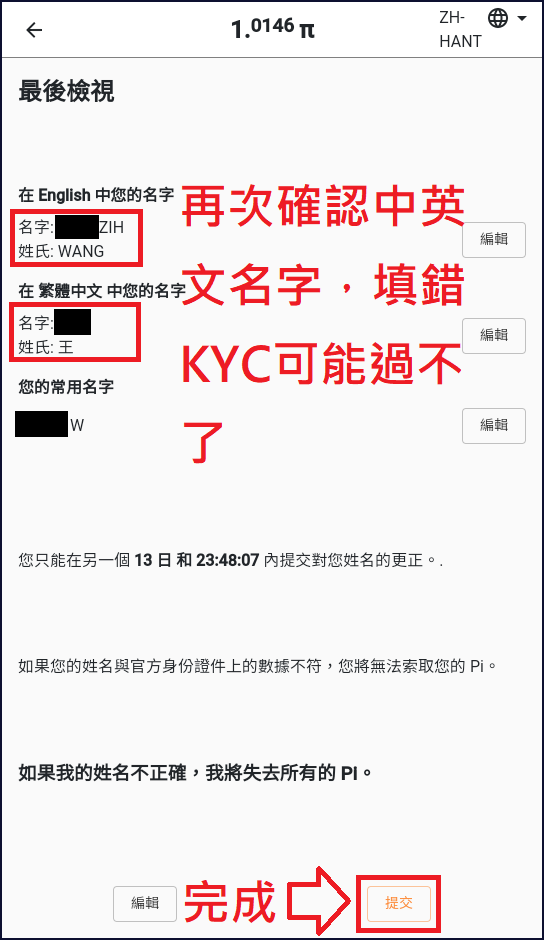 1.0146 π
ZH-
HANT
最後檢視
在 English 中您的名字
名字: ZIH
姓氏: WANG
編輯
在 繁體中文 中您的名字
名字:
姓氏: 王
編輯
您的常用名字
W
編輯
再次確認中英
文名字，填錯
KYC可能過不
了
您只能在另一個 13 日 和 23:48:07 內提交對您姓名的更正。.
如果您的姓名與官方身份證件上的數據不符，您將無法索取您的 Pi。
如果我的姓名不正確，我將失去所有的 PI。
編輯
完成
提交